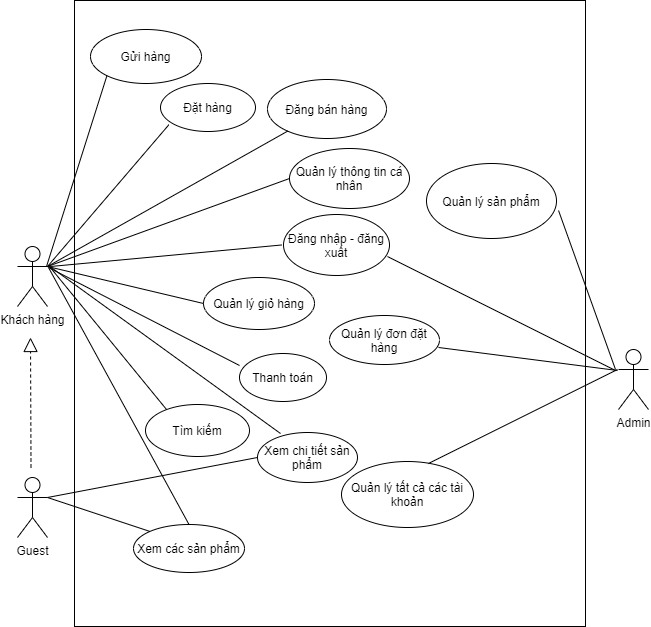 Gửi hàng
Đặt hàng
Đăng bán hàng
Quản lý thông tin cá
nhân
Quản lý sản phẩm
Đăng nhập - đăng
xuất
Quản lý giỏ hàng
Khách hàng
Quản lý đơn đặt
hàng
Thanh toán
Admin
Tìm kiếm
Xem chi tiết sản
phẩm
Quản lý tất cả các tài
khoản
Guest
Xem các sản phẩm